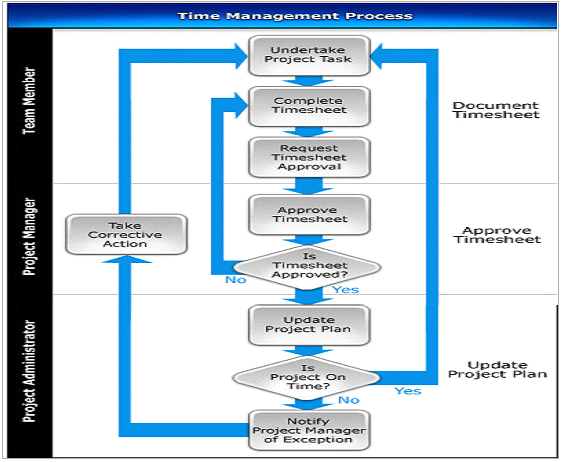 Time Management Process
Team Member
Undertake
Project Task
Complete
Timesheet
Document
Timesheet
Request
Timesheet
Approval
Project Manager
Approve
Timesheet
Take
Corrective
Action
Approve
Timesheet
Is
Timesheet
Approved?
No
Yes
Project Administrator
Update
Project Plan
Is
Project On
Time?
Yes
No
Update
Project Plan
Notify
Project Manager
of Exception